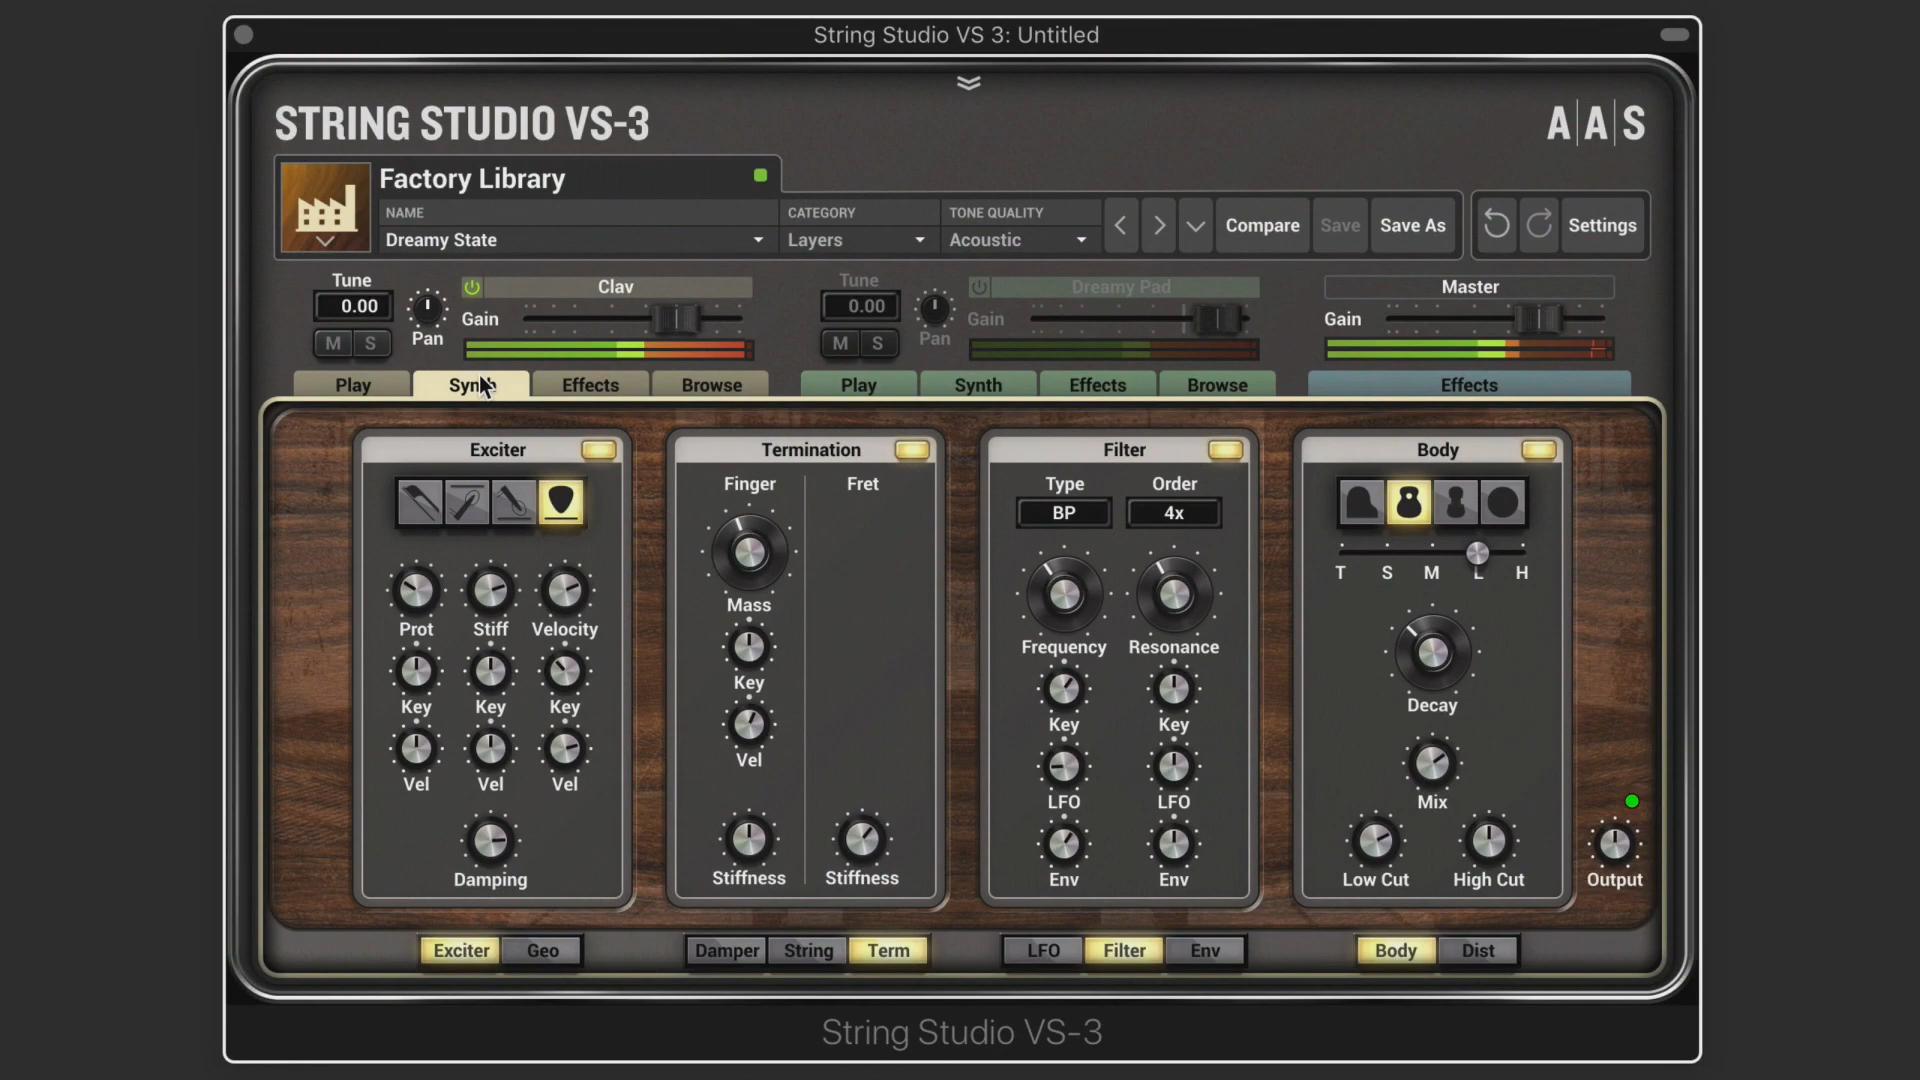 String Studio VS 3: Untitled
STRING STUDIO VS-3
A|A|S
Factory Library
NAME
CATEGORY
TONE QUALITY
Dreamy State
Layers
Acoustic
Compare
Save
Save As
Settings
Tune
0.00
M
S
Pan
Clav
Gain
Tune
0.00
M
S
Pan
Dreamy Pad
Gain
Master
Gain
Play
Synth
Effects
Browse
Play
Synth
Effects
Browse
Effects
Exciter
Prot
Stiff
Velocity
Key
Key
Key
Vel
Vel
Vel
Damping
Termination
Finger
Fret
Mass
Key
Vel
Stiffness
Stiffness
Filter
Type
Order
BP
4x
Frequency
Resonance
Key
Key
LFO
LFO
Env
Env
Body
T
S
M
L
H
Decay
Mix
Low Cut
High Cut
Output
Exciter
Geo
Damper
String
Term
LFO
Filter
Env
Body
Dist
String Studio VS-3